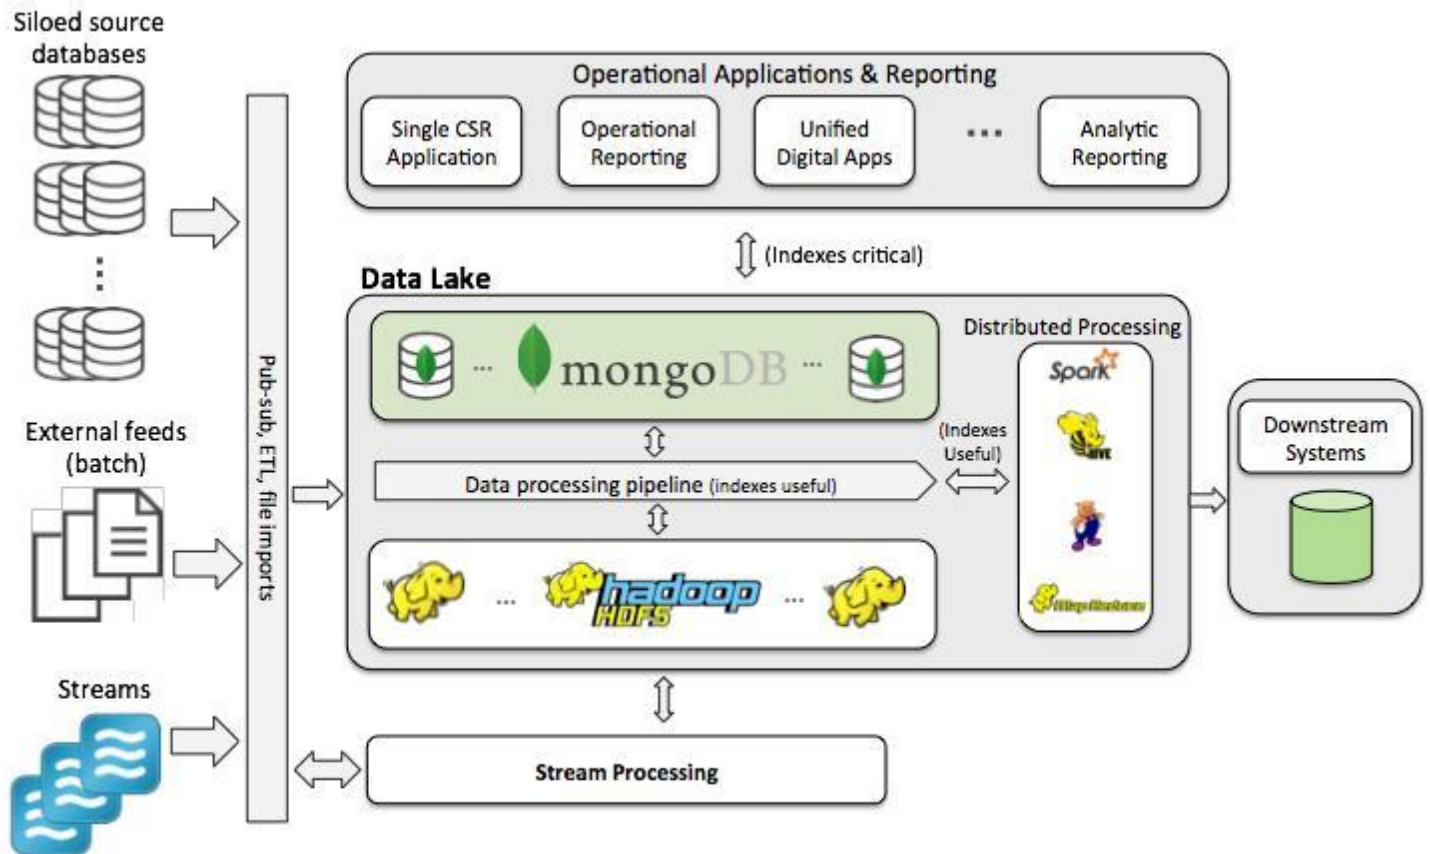 Siloed source
databases
External feeds
(batch)
Streams
Pub-sub, ETL, file imports
Operational Applications & Reporting
Single CSR
Application
Operational
Reporting
Unified
Digital Apps
...
Analytic
Reporting
(Indexes critical)
Data Lake
... mongoDB ...
Data processing pipeline (indexes useful)
... hadoop ...
HDFS
(Indexes
Useful)
Distributed Processing
Spark
HIVE
MapReduce
Stream Processing
Downstream
Systems